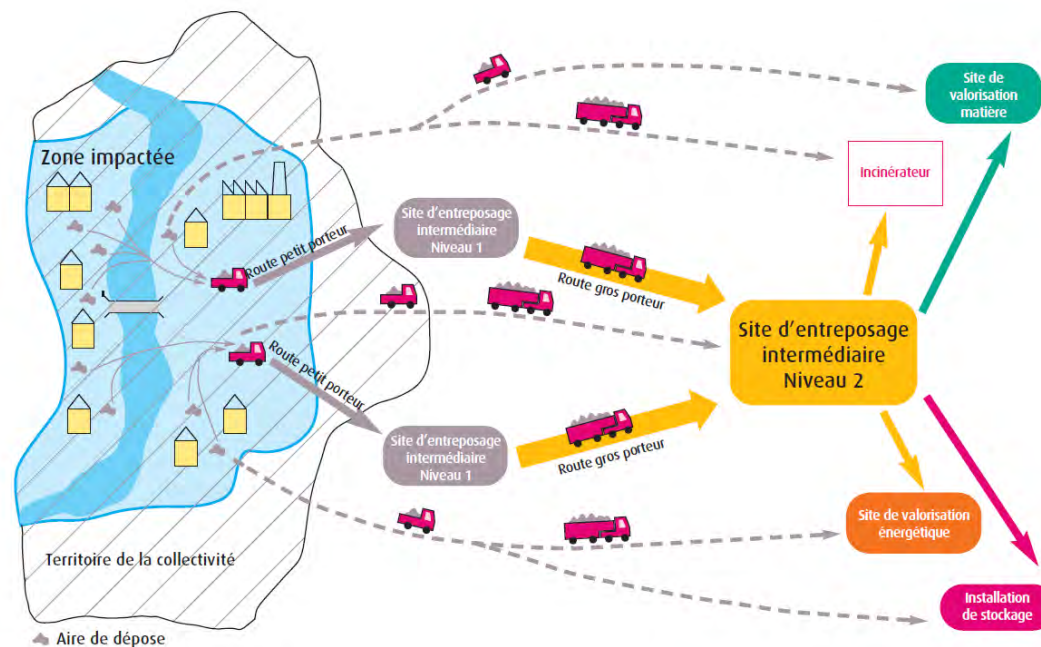 Zone impactée
Site de
valorisation
matière
Incinérateur
Site d'entreposage
intermédiaire
Niveau 1
Route petit porteur
Route gros porteur
Site d'entreposage
intermédiaire
Niveau 2
Route petit porteur
Site d'entreposage
intermédiaire
Niveau 1
Route gros porteur
Site de valorisation
énergétique
Territoire de la collectivité
Installation
de stockage
Aire de dépose